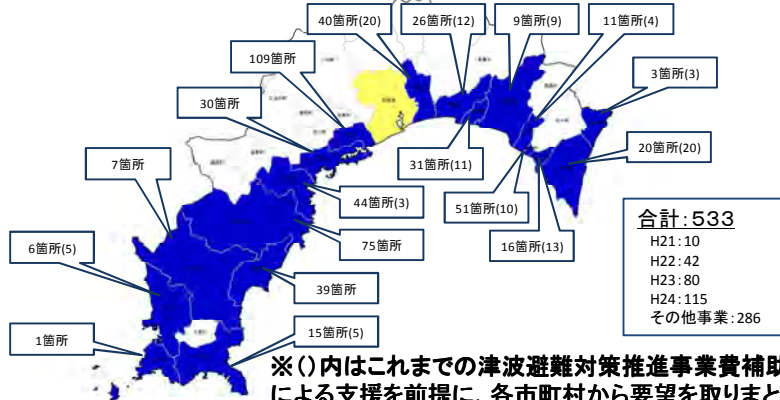 40箇所(20)
26箇所(12)
9箇所(9)
11箇所(4)
109箇所
3箇所(3)
30箇所
31箇所(11)
20箇所(20)
7箇所
44箇所(3)
51箇所(10)
16箇所(13)
75箇所
6箇所(5)
39箇所
1箇所
15箇所(5)
合計:533
H21:10
H22:42
H23:80
H24:115
その他事業:286
※()内はこれまでの津波避難対策推進事業費補助
による支援を前提に、各市町村から要望を取りまと